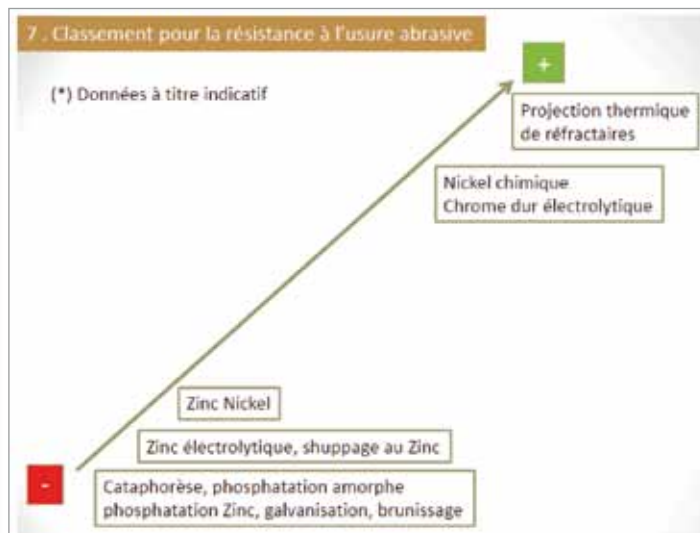 7 . Classement pour la résistance à l'usure abrasive
+
(*) Données à titre indicatif
Projection thermique
de réfractaires
Nickel chimique
Chrome dur électrolytique
Zinc Nickel
Zinc électrolytique, shuppage au Zinc
-
Cataphorèse, phosphatation amorphe
phosphatation Zinc, galvanisation, brunissage